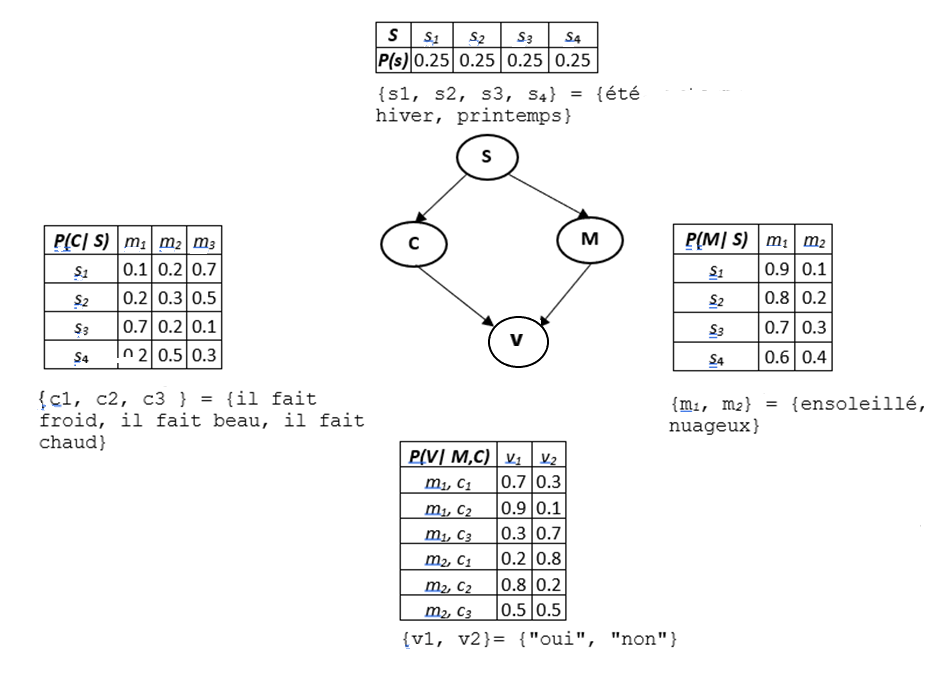 S s1 s2 s3 s4
P(s) 0.25 0.25 0.25 0.25
{s1, s2, s3, s4} = {été
hiver, printemps}
S
C
M
V
P(C| S) m1 m2 m3
s1 0.1 0.2 0.7
s2 0.2 0.3 0.5
s3 0.7 0.2 0.1
s4 2 0.5 0.3
{c1, c2, c3 } = {il fait
froid, il fait beau, il fait
chaud}
P(M| S) m1 m2
s1 0.9 0.1
s2 0.8 0.2
s3 0.7 0.3
s4 0.6 0.4
{m1, m2} = {ensoleillé,
nuageux}
P(V| M,C) v1 v2
m1, c1 0.7 0.3
m1, c2 0.9 0.1
m1, c3 0.3 0.7
m2, c1 0.2 0.8
m2, c2 0.8 0.2
m2, c3 0.5 0.5
{v1, v2}= {"oui", "non"}